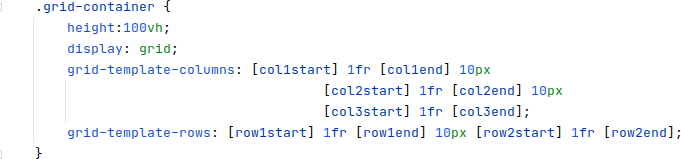 .grid-container {
height:100vh;
display: grid;
grid-template-columns: [col1start] 1fr [col1end] 10px
[col2start] 1fr [col2end] 10px
[col3start] 1fr [col3end];
grid-template-rows: [row1start] 1fr [row1end] 10px [row2start] 1fr [row2end];
}